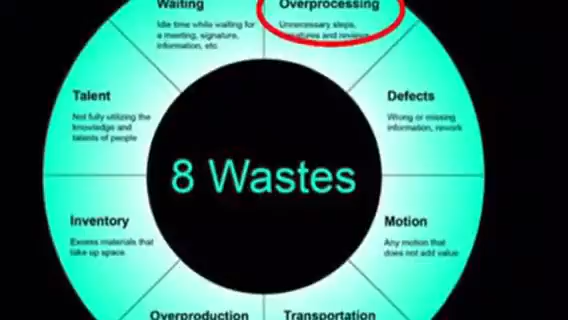 Waiting
Idle time while waiting for
a meeting, signature,
information, etc
Overprocessing
Unnecessary steps,
signatures and reviews
Talent
Not fully utilizing the
knowledge and
talents of people
Defects
Wrong or missing
information, rework
8 Wastes
Inventory
Excess materials that
take up space
Motion
Any motion that
does not add value
Overproduction
Transportation